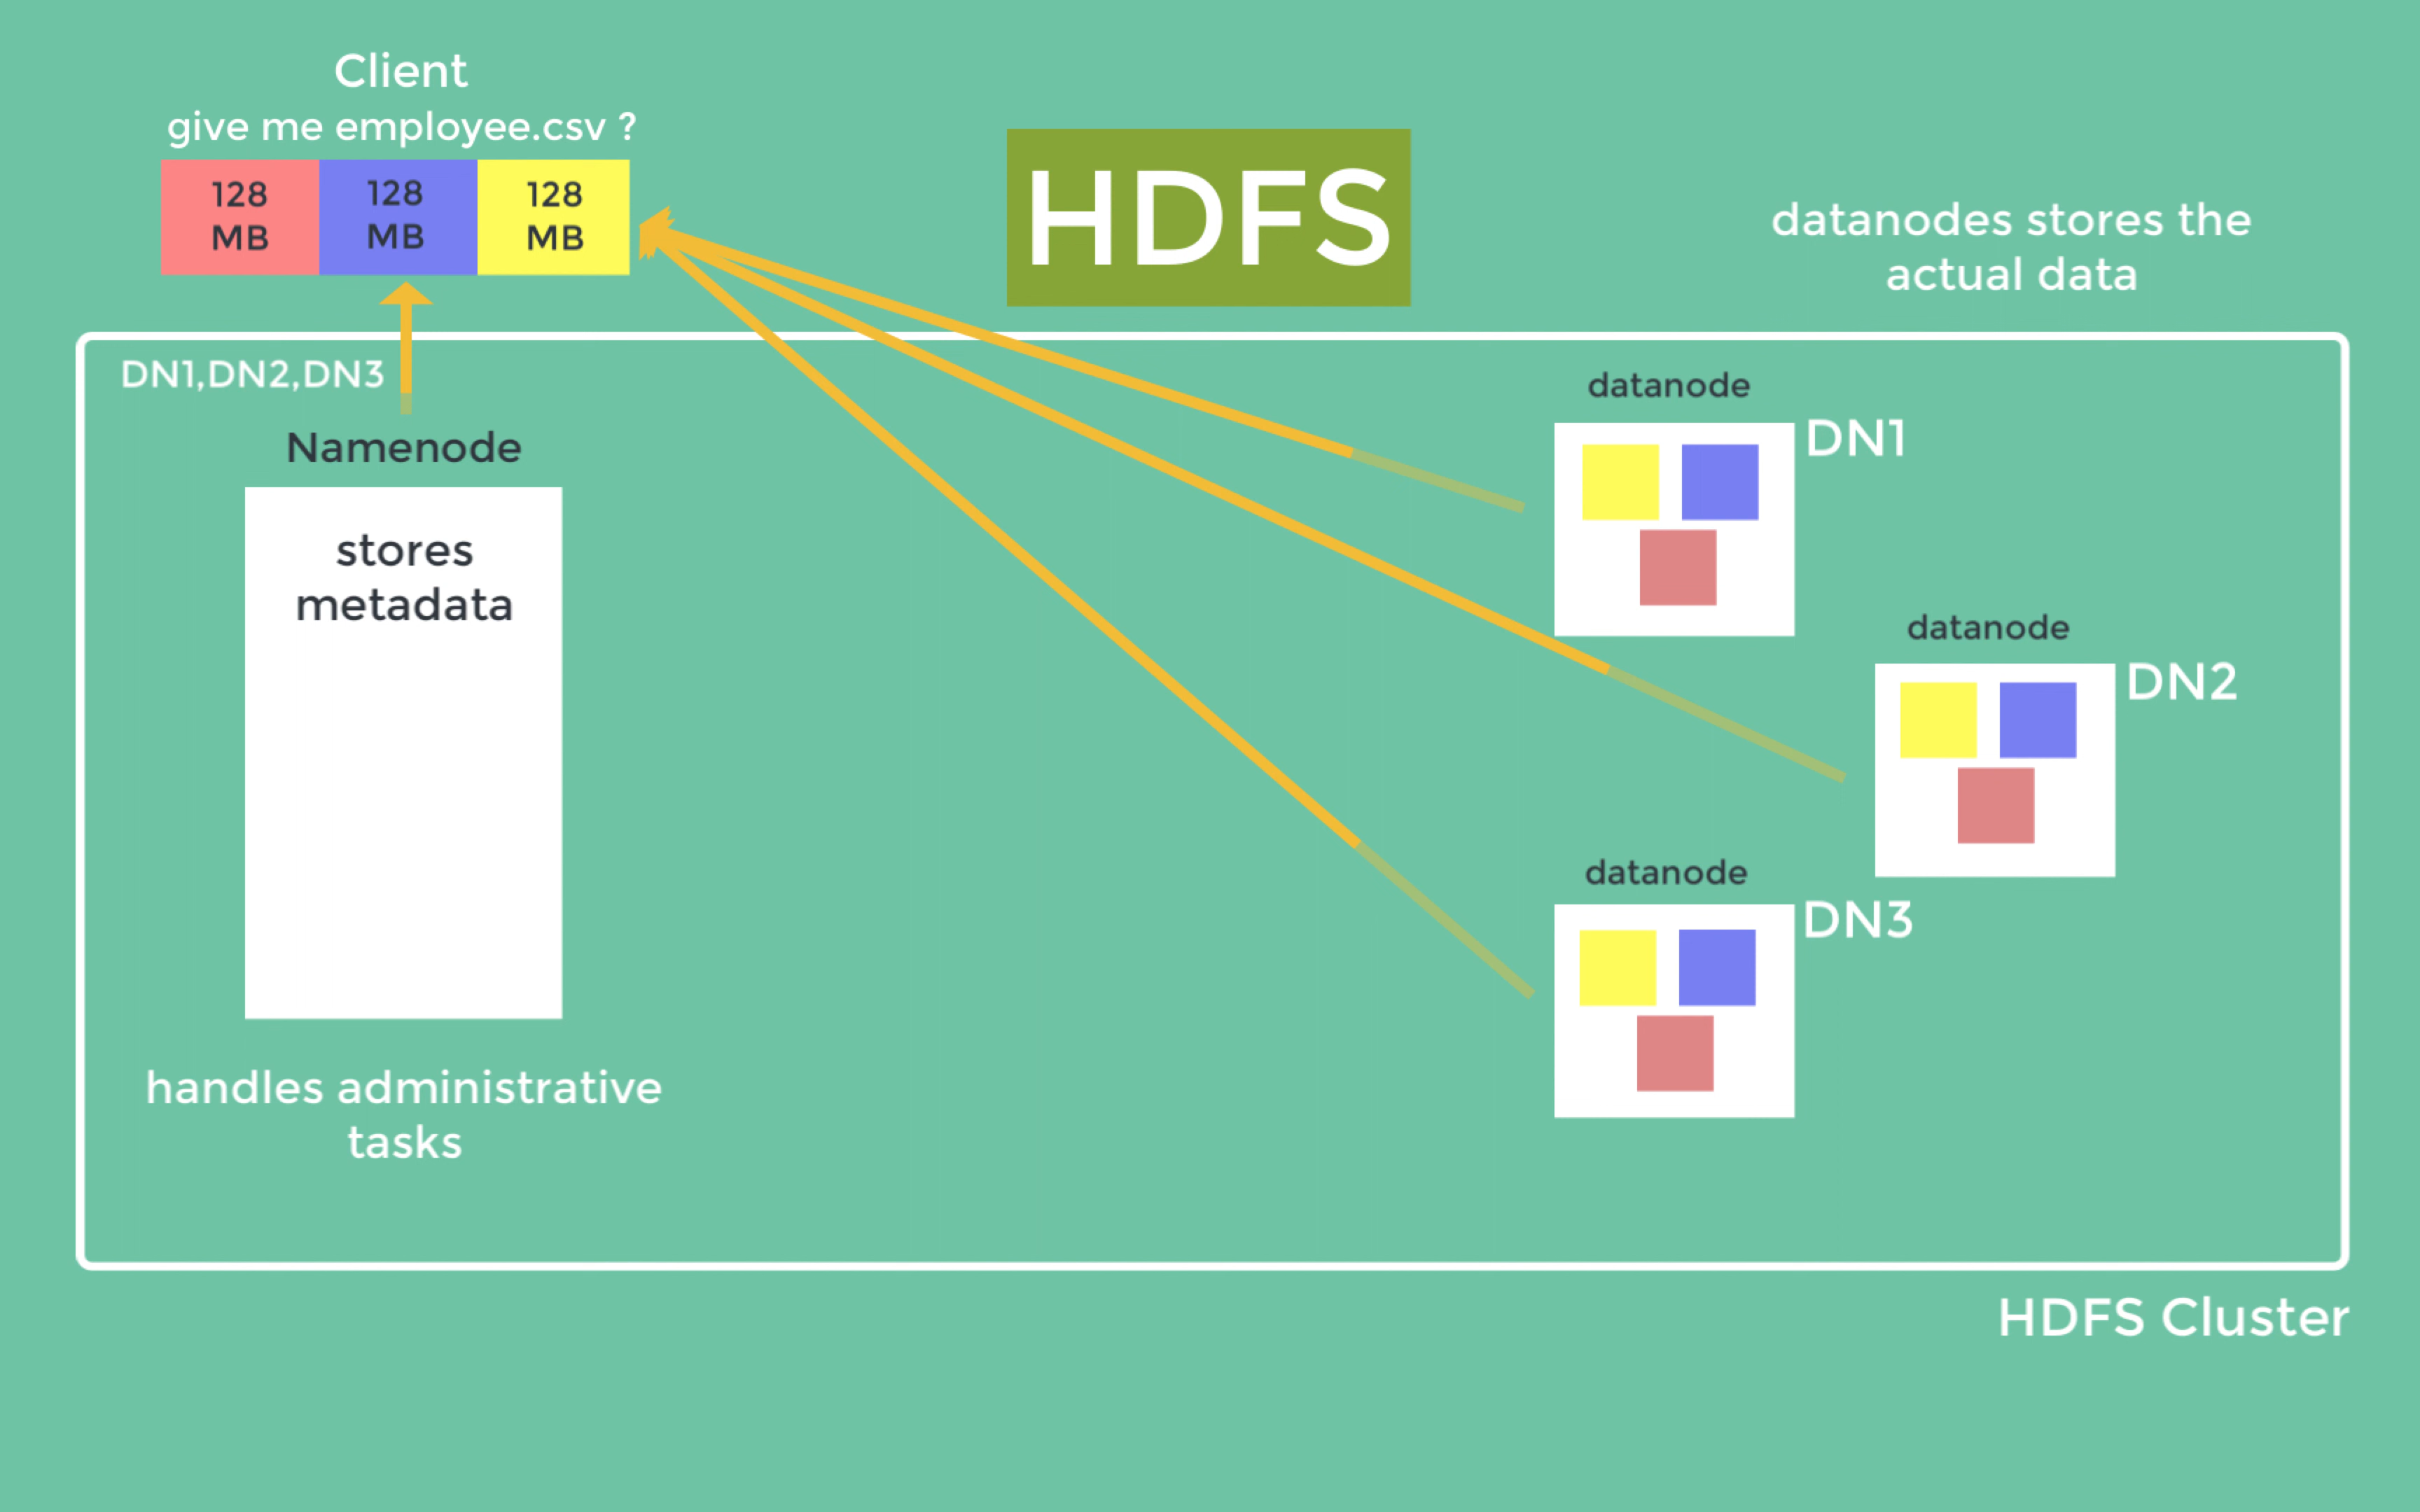 Client
give me employee.csv ?
128
MB
128
MB
128
MB
HDFS
datanodes stores the
actual data
DN1,DN2,DN3
Namenode
stores
metadata
handles administrative
tasks
datanode
DN1
datanode
DN2
datanode
DN3
HDFS Cluster